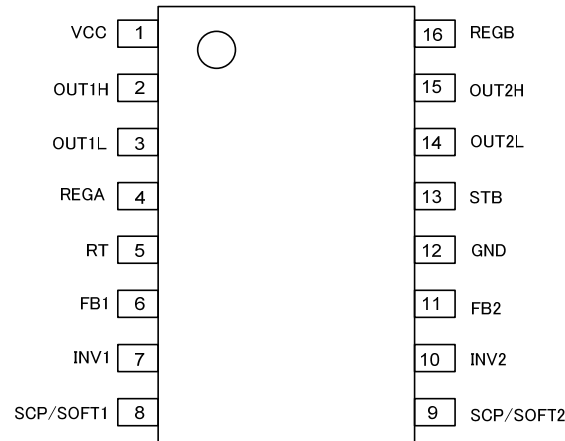 VCC 1 16 REGB
OUT1H 2 15 OUT2H
OUT1L 3 14 OUT2L
REGA 4 13 STB
RT 5 12 GND
FB1 6 11 FB2
INV1 7 10 INV2
SCP/SOFT1 8 9 SCP/SOFT2